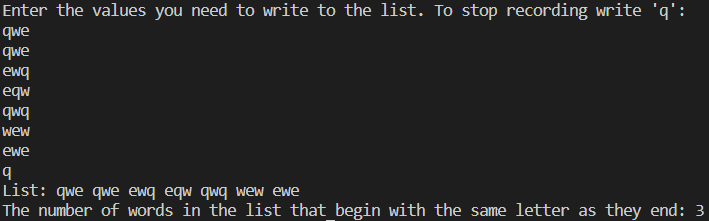 Enter the values you need to write to the list. To stop recording write 'q':
qwe
qwe
ewq
eqw
qwq
wew
ewe
q
List: qwe qwe ewq eqw qwq wew ewe
The number of words in the list that begin with the same letter as they end: 3